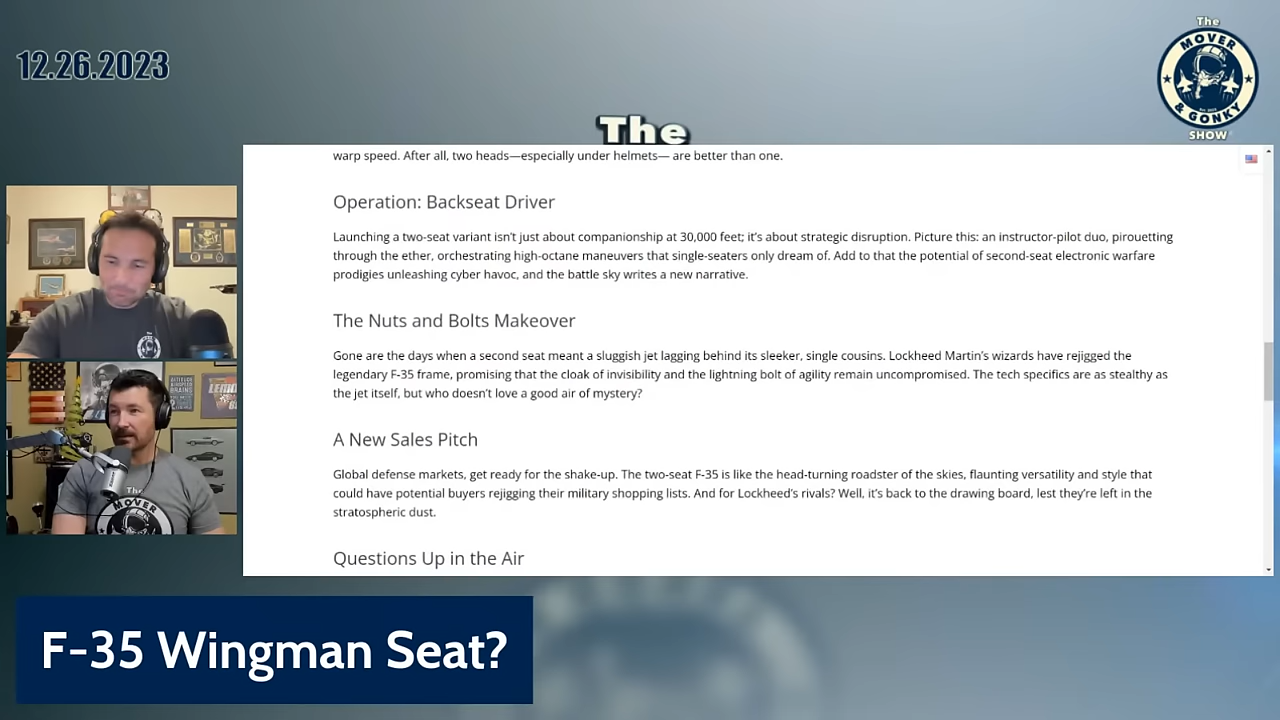 12.26.2023
The
MOVER
& GONKY
SHOW
The
warp speed. After all, two heads—especially under helmets— are better than one.
Operation: Backseat Driver
Launching a two-seat variant isn't just about companionship at 30,000 feet; it's about strategic disruption. Picture this: an instructor-pilot duo, pirouetting
through the ether, orchestrating high-octane maneuvers that single-seaters only dream of. Add to that the potential of second-seat electronic warfare
prodigies unleashing cyber havoc, and the battle sky writes a new narrative.
The Nuts and Bolts Makeover
Gone are the days when a second seat meant a sluggish jet lagging behind its sleeker, single cousins. Lockheed Martin's wizards have rejigged the
legendary F-35 frame, promising that the cloak of invisibility and the lightning bolt of agility remain uncompromised. The tech specifics are as stealthy as
the jet itself, but who doesn't love a good air of mystery?
A New Sales Pitch
Global defense markets, get ready for the shake-up. The two-seat F-35 is like the head-turning roadster of the skies, flaunting versatility and style that
could have potential buyers rejigging their military shopping lists. And for Lockheed's rivals? Well, it's back to the drawing board, lest they're left in the
stratospheric dust.
Questions Up in the Air
ATTITUDE
AIRSPEED
BRAINS
The
MOVER
F-35 Wingman Seat?